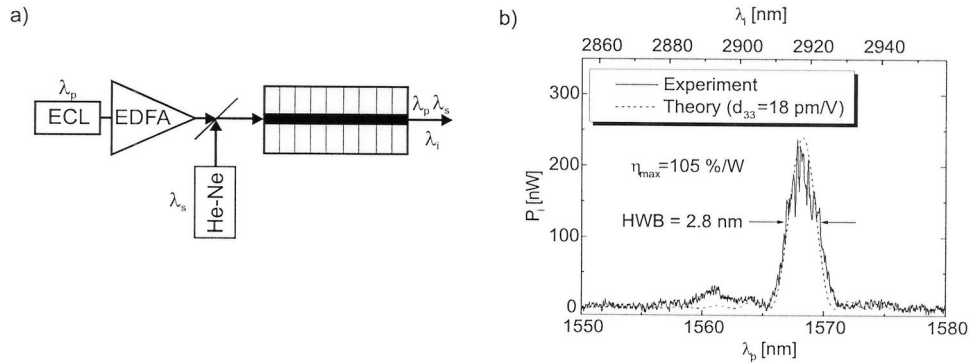 a)
λp
ECL
EDFA
λs
He-Ne
λp λs
λi
b)
λi [nm]
2860 2880 2900 2920 2940
Experiment
Theory (d33=18 pm/V)
ηmax=105 %/W
HWB = 2.8 nm
Pi [nW]
300
200
100
0
1550 1560 1570 1580
λp [nm]